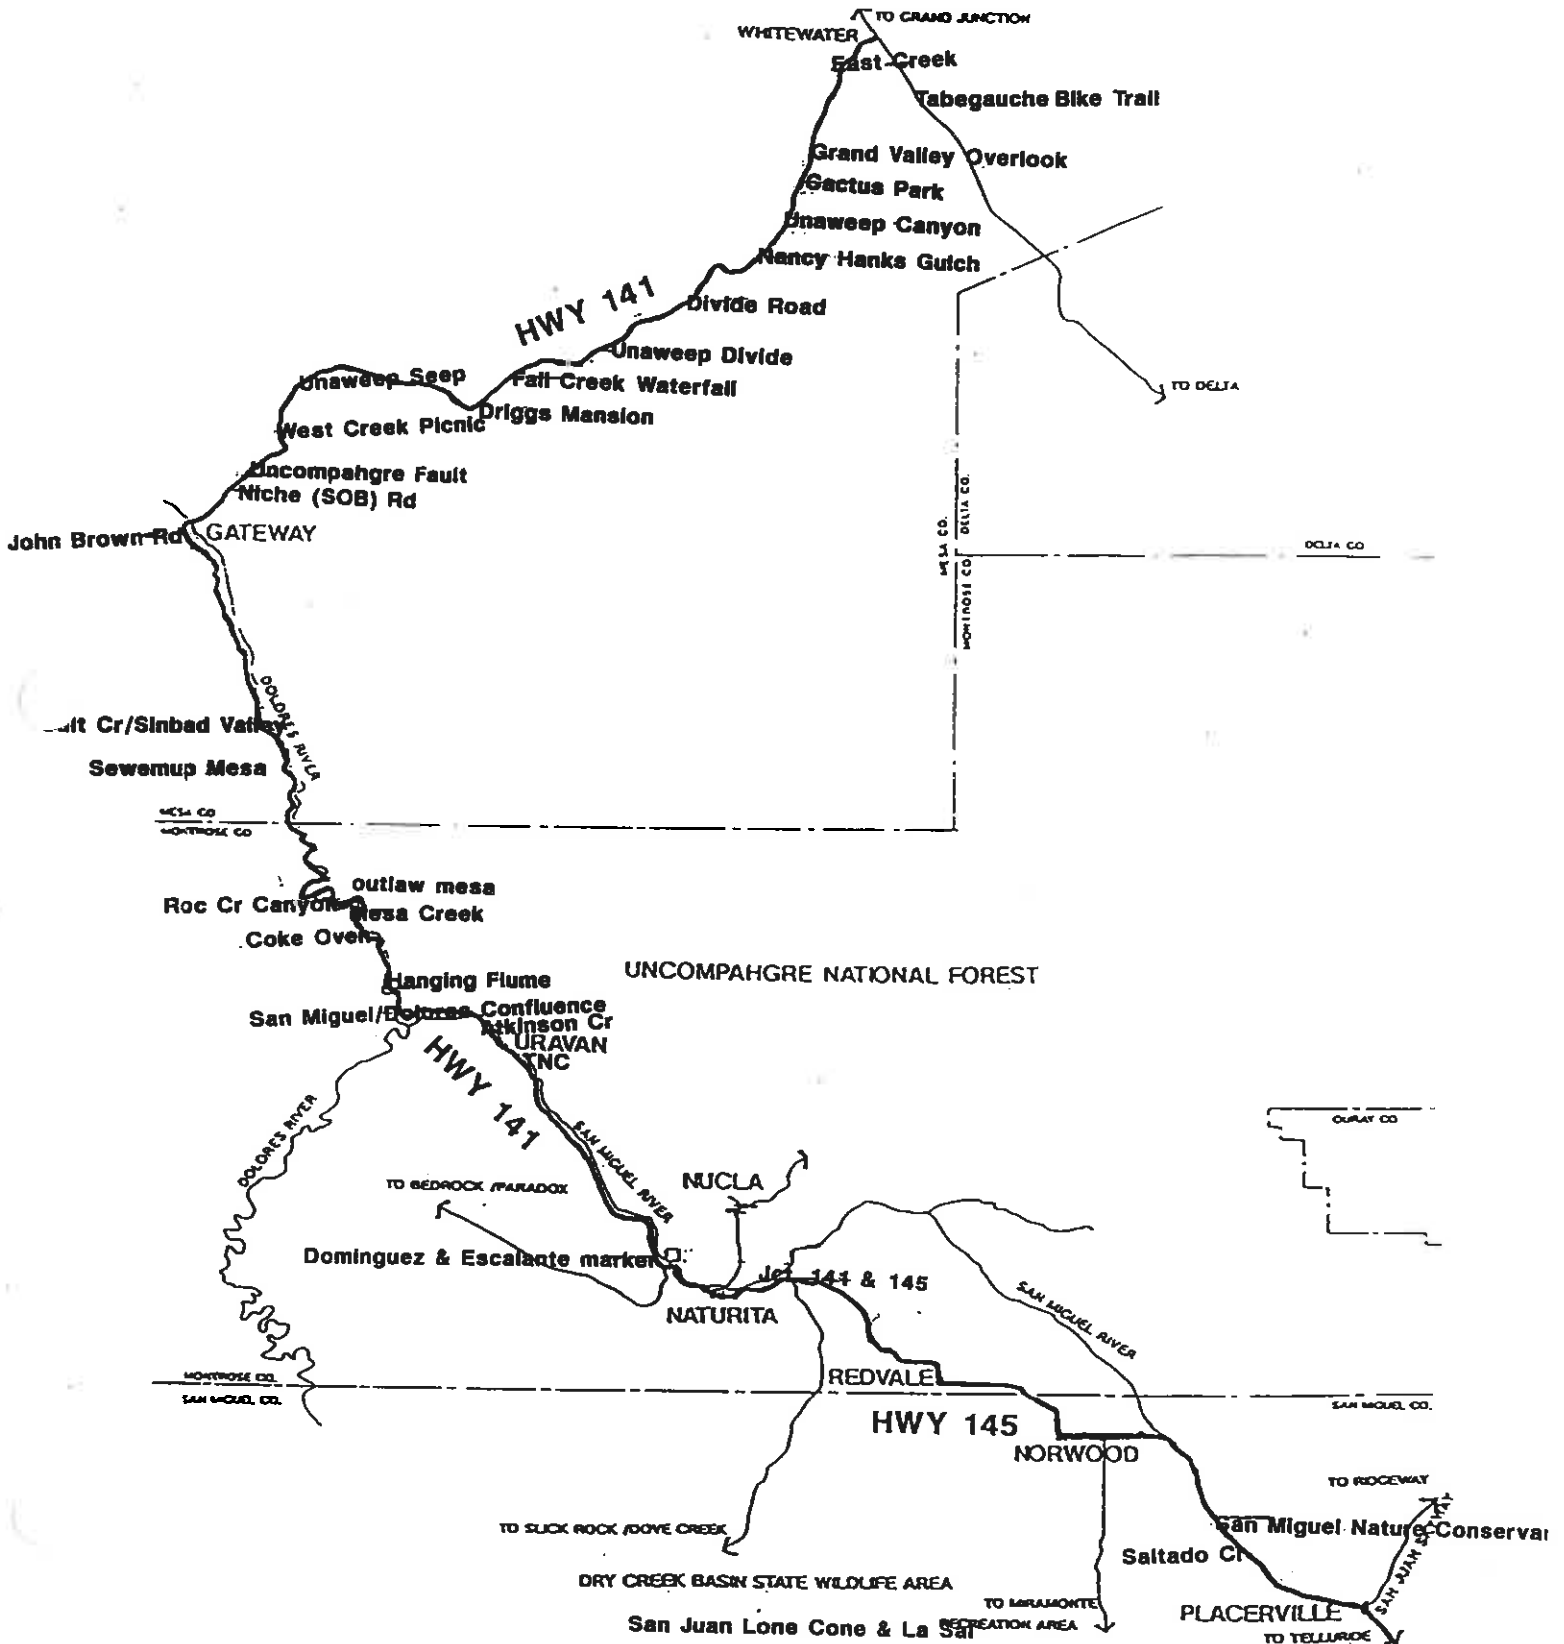 TO GRAND JUNCTION
WHITEWATER
East Creek
Tabegauche Bike Trail
Grand Valley Overlook
Cactus Park
Unaweep Canyon
Nancy Hanks Gulch
HWY 141
Divide Road
Unaweep Divide
Unaweep Seep
Fall Creek Waterfall
TO DELTA
Driggs Mansion
West Creek Picnic
Uncompahgre Fault
Niche (SOB) Rd
John Brown Rd
GATEWAY
MESA CO.
DELTA CO.
DELTA CO
MONTROSE CO
DOLORES RIVER
Cr/Sinbad Valley
Sewemup Mesa
MESA CO
MONTROSE CO
outlaw mesa
Roc Cr Canyon
Mesa Creek
Coke Oven
UNCOMPAHGRE NATIONAL FOREST
Hanging Flume
San Miguel/Dolores Confluence
Atkinson Cr
URAVAN
TNC
HWY 141
DOLORES RIVER
SAN MIGUEL RIVER
OURAY CO
TO BEDROCK /PARADOX
NUCLA
Dominguez & Escalante marker
Jct 141 & 145
NATURITA
SAN MIGUEL RIVER
REDVALE
MONTROSE CO.
SAN MIGUEL CO.
SAN MIGUEL CO.
HWY 145
NORWOOD
TO RIDGEWAY
TO SLICK ROCK /DOVE CREEK
San Miguel Nature Conserva
Saltado Cr
SAN JUAN
DRY CREEK BASIN STATE WILDLIFE AREA
TO MIRAMONTE
RECREATION AREA
San Juan Lone Cone & La Sal
PLACERVILLE
TO TELLURIDE